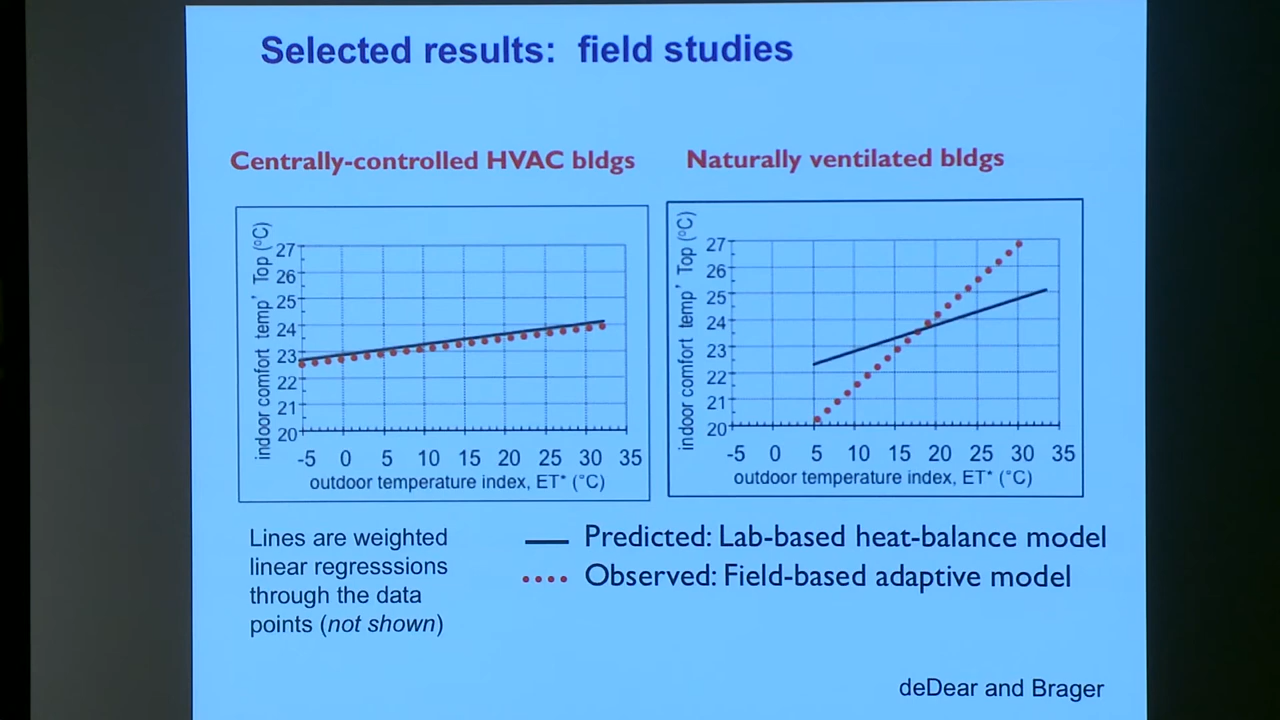 Selected results: field studies
Centrally-controlled HVAC bldgs
indoor comfort temp' Top (°C)
27
26
25
24
23
22
21
20
-5 0 5 10 15 20 25 30 35
outdoor temperature index, ET* (°C)
Naturally ventilated bldgs
indoor comfort temp' Top (°C)
27
26
25
24
23
22
21
20
-5 0 5 10 15 20 25 30 35
outdoor temperature index, ET* (°C)
Lines are weighted
linear regresssions
through the data
points (not shown)
Predicted: Lab-based heat-balance model
Observed: Field-based adaptive model
deDear and Brager